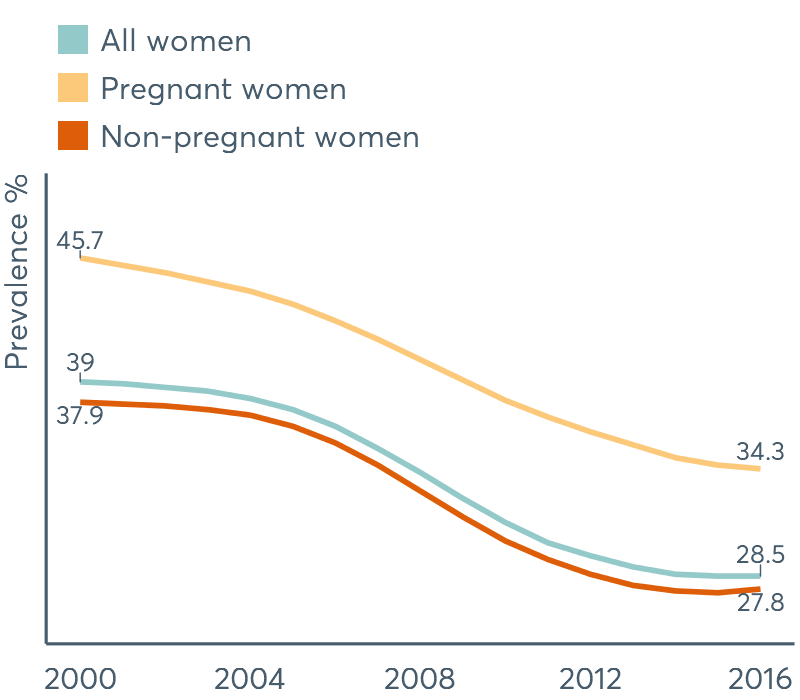 All women
Pregnant women
Non-pregnant women
Prevalence %
45.7
39
37.9
34.3
28.5
27.8
2000 2004 2008 2012 2016